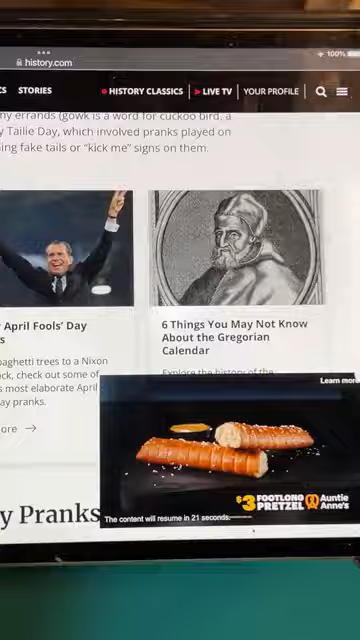 100%
history.com
CS STORIES HISTORY CLASSICS LIVE TV YOUR PROFILE
ny errands (gowk is a word for cuckoo bird, a
y Tailie Day, which involved pranks played on
ing fake tails or “kick me” signs on them.
April Fools’ Day
s
paghetti trees to a Nixon
ck, check out some of
s most elaborate April
ay pranks.
ore →
6 Things You May Not Know
About the Gregorian
Calendar
Explore the history of the
y Pranks
Learn more
$3 FOOTLONG
PRETZEL
Auntie
Anne's
The content will resume in 21 seconds.